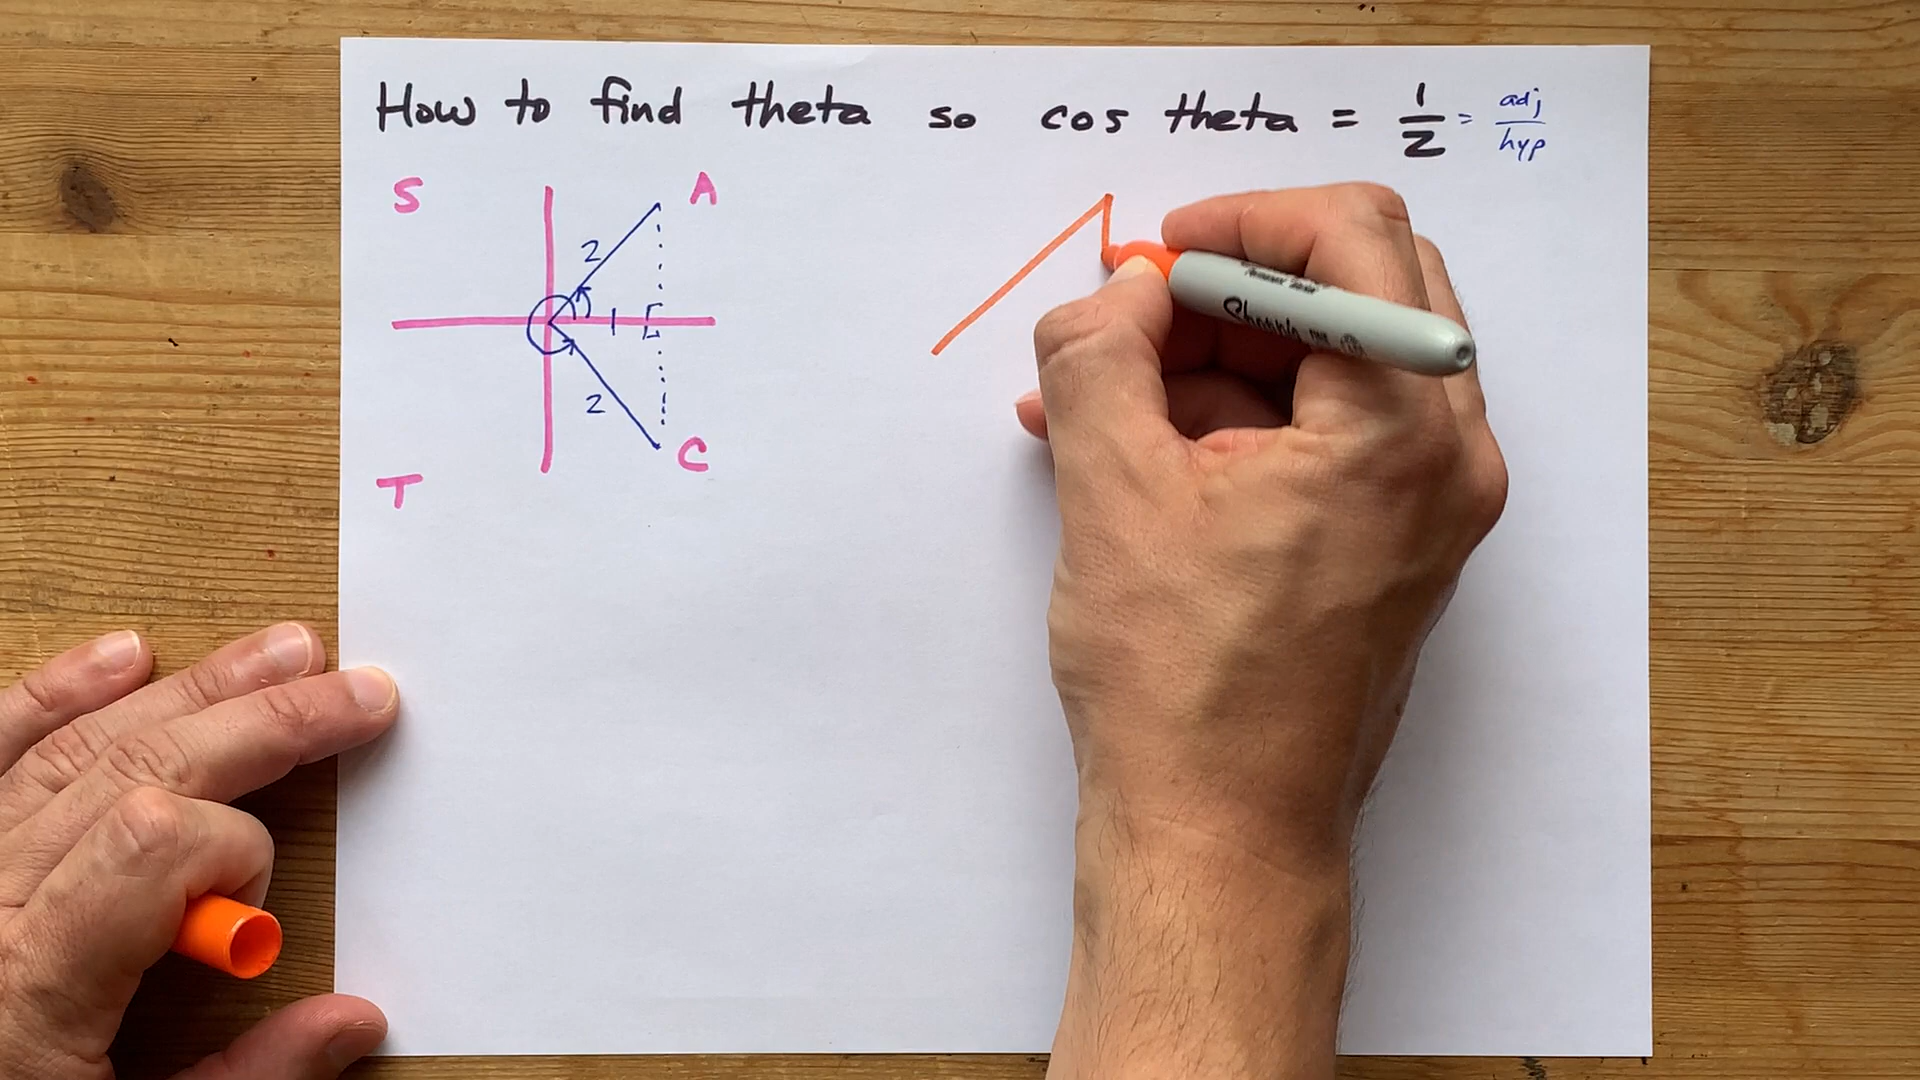 How to find theta so cos theta = 1/2 = adj/hyp
S A
2
1
2
C
T
Sharpie